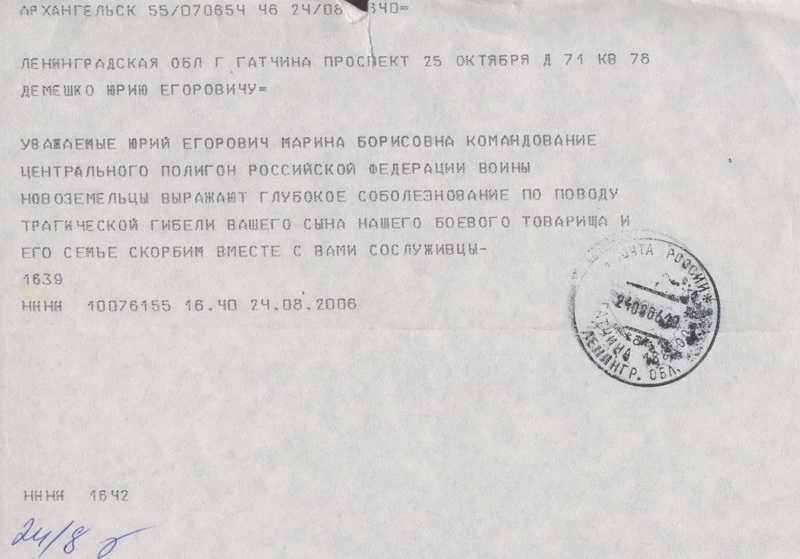 АРХАНГЕЛЬСК 55/070654 46 24/08 1640=
ЛЕНИНГРАДСКАЯ ОБЛ Г ГАТЧИНА ПРОСПЕКТ 25 ОКТЯБРЯ Д 71 КВ 78
ДЕМЕШКО ЮРИЮ ЕГОРОВИЧУ=
УВАЖАЕМЫЕ ЮРИЙ ЕГОРОВИЧ МАРИНА БОРИСОВНА КОМАНДОВАНИЕ
ЦЕНТРАЛЬНОГО ПОЛИГОН РОССИЙСКОЙ ФЕДЕРАЦИИ ВОИНЫ
НОВОЗЕМЕЛЬЦЫ ВЫРАЖАЮТ ГЛУБОКОЕ СОБОЛЕЗНОВАНИЕ ПО ПОВОДУ
ТРАГИЧЕСКОЙ ГИБЕЛИ ВАШЕГО СЫНА НАШЕГО БОЕВОГО ТОВАРИЩА И
ЕГО СЕМЬЕ СКОРБИМ ВМЕСТЕ С ВАМИ СОСЛУЖИВЦЫ-
1639
НННН 10076155 16.40 24.08.2006
ПОЧТА РОССИИ*
ЛЕНИНГР. ОБЛ.
НННН 1642
24/8